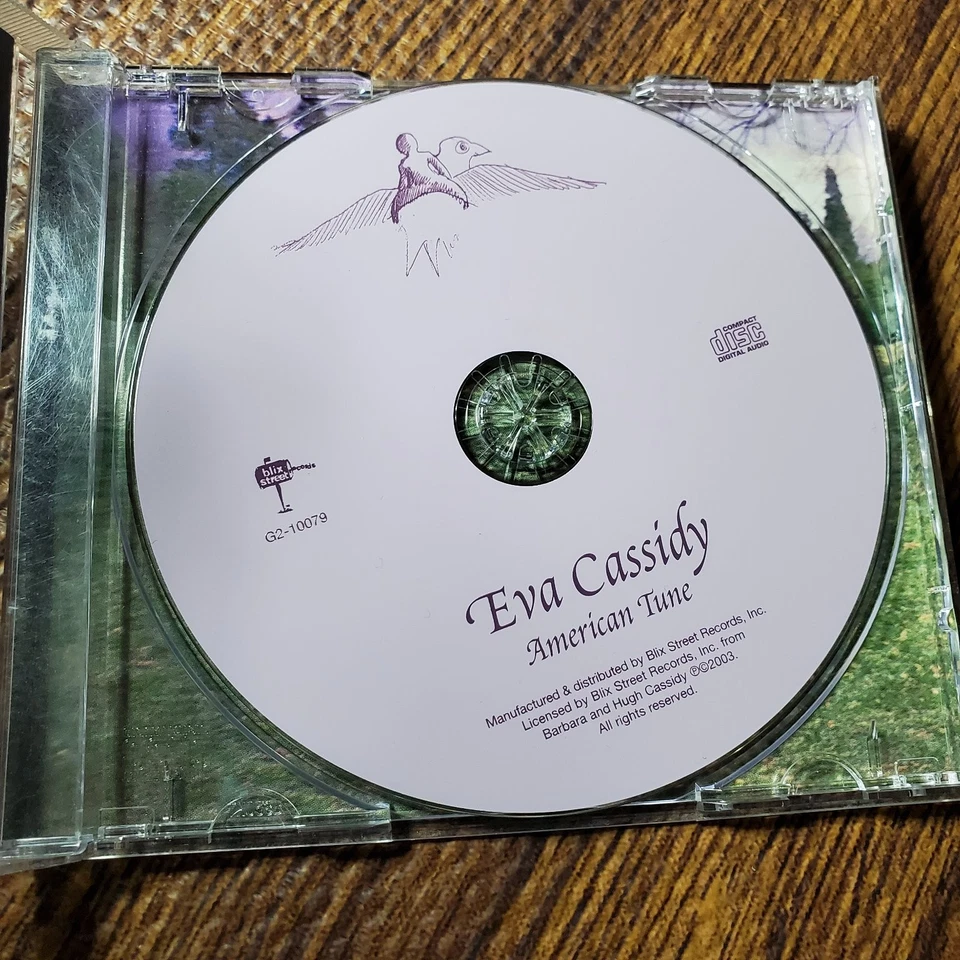 COMPACT
disc
DIGITAL AUDIO
blix
street records
G2-10079
Eva Cassidy
American Tune
Manufactured & distributed by Blix Street Records, Inc.
Licensed by Blix Street Records, Inc. from
Barbara and Hugh Cassidy ℗©2003.
All rights reserved.